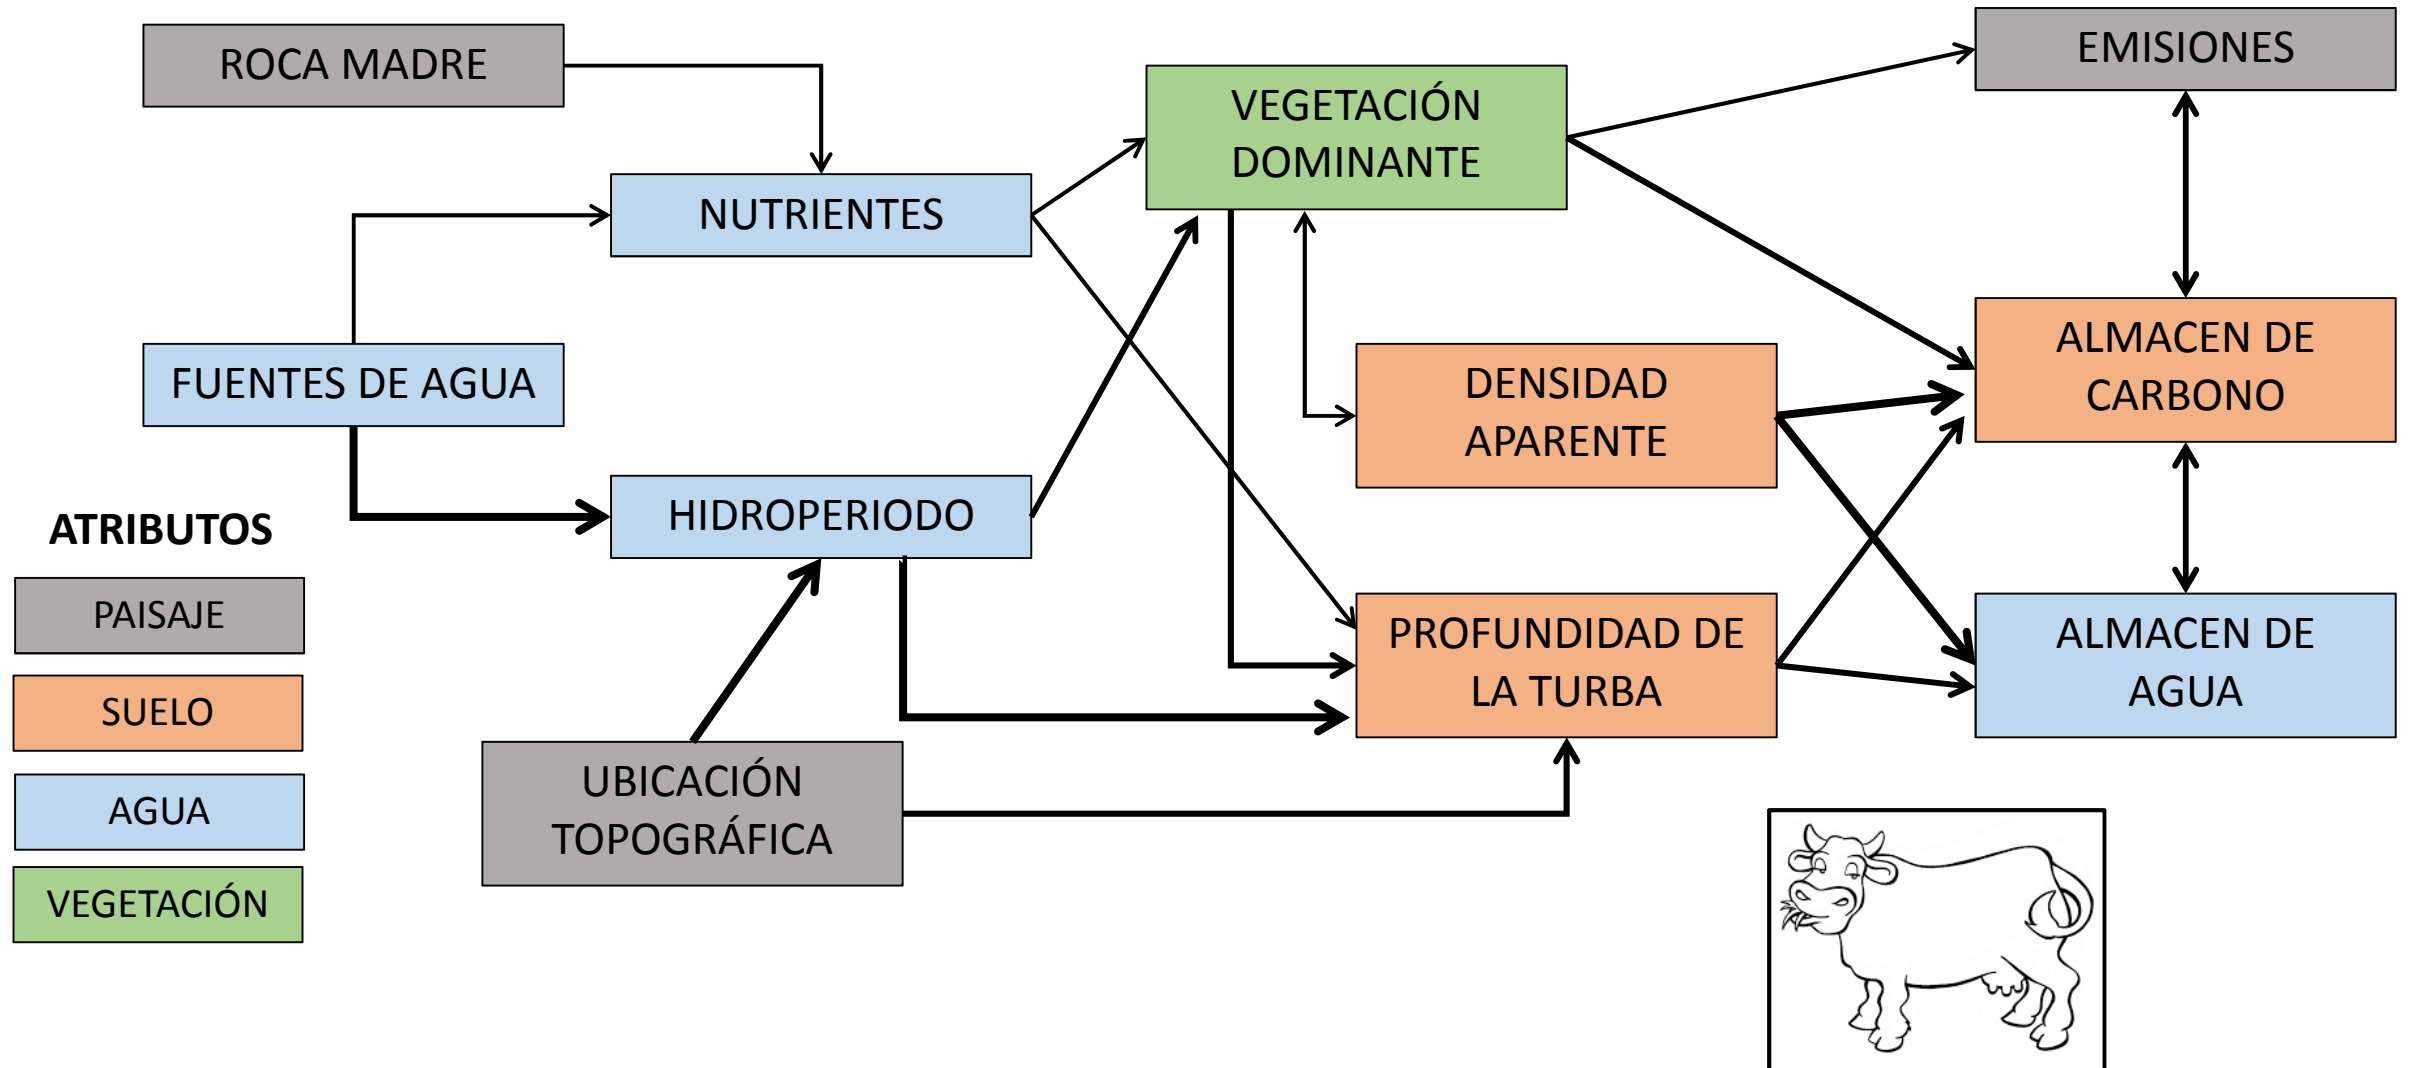 ROCA MADRE
EMISIONES
VEGETACIÓN
DOMINANTE
NUTRIENTES
FUENTES DE AGUA
DENSIDAD
APARENTE
ALMACEN DE
CARBONO
HIDROPERIODO
ATRIBUTOS
PAISAJE
SUELO
AGUA
VEGETACIÓN
PROFUNDIDAD DE
LA TURBA
ALMACEN DE
AGUA
UBICACIÓN
TOPOGRÁFICA